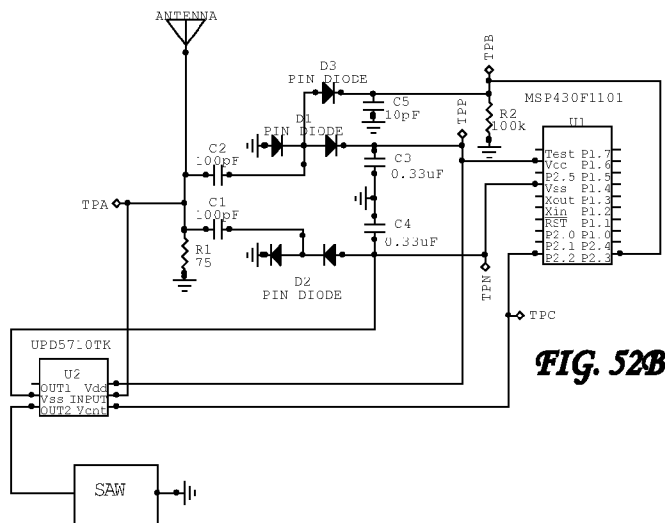 ANTENNA
D3
PIN DIODE
TPB
C5
10pF
TPP
R2
100k
MSP430F1101
U1
D1
PIN DIODE
C2
100pF
C3
0.33uF
Test P1.7
Vcc P1.6
P2.5 P1.5
Vss P1.4
Xout P1.3
Xin P1.2
RST P1.1
P2.0 P1.0
P2.1 P2.4
P2.2 P2.3
TPA
C1
100pF
C4
0.33uF
R1
75
D2
PIN DIODE
TPN
TPC
UPD5710TK
U2
OUT1 Vdd
Vss INPUT
OUT2 Vcnt
FIG. 52B
SAW